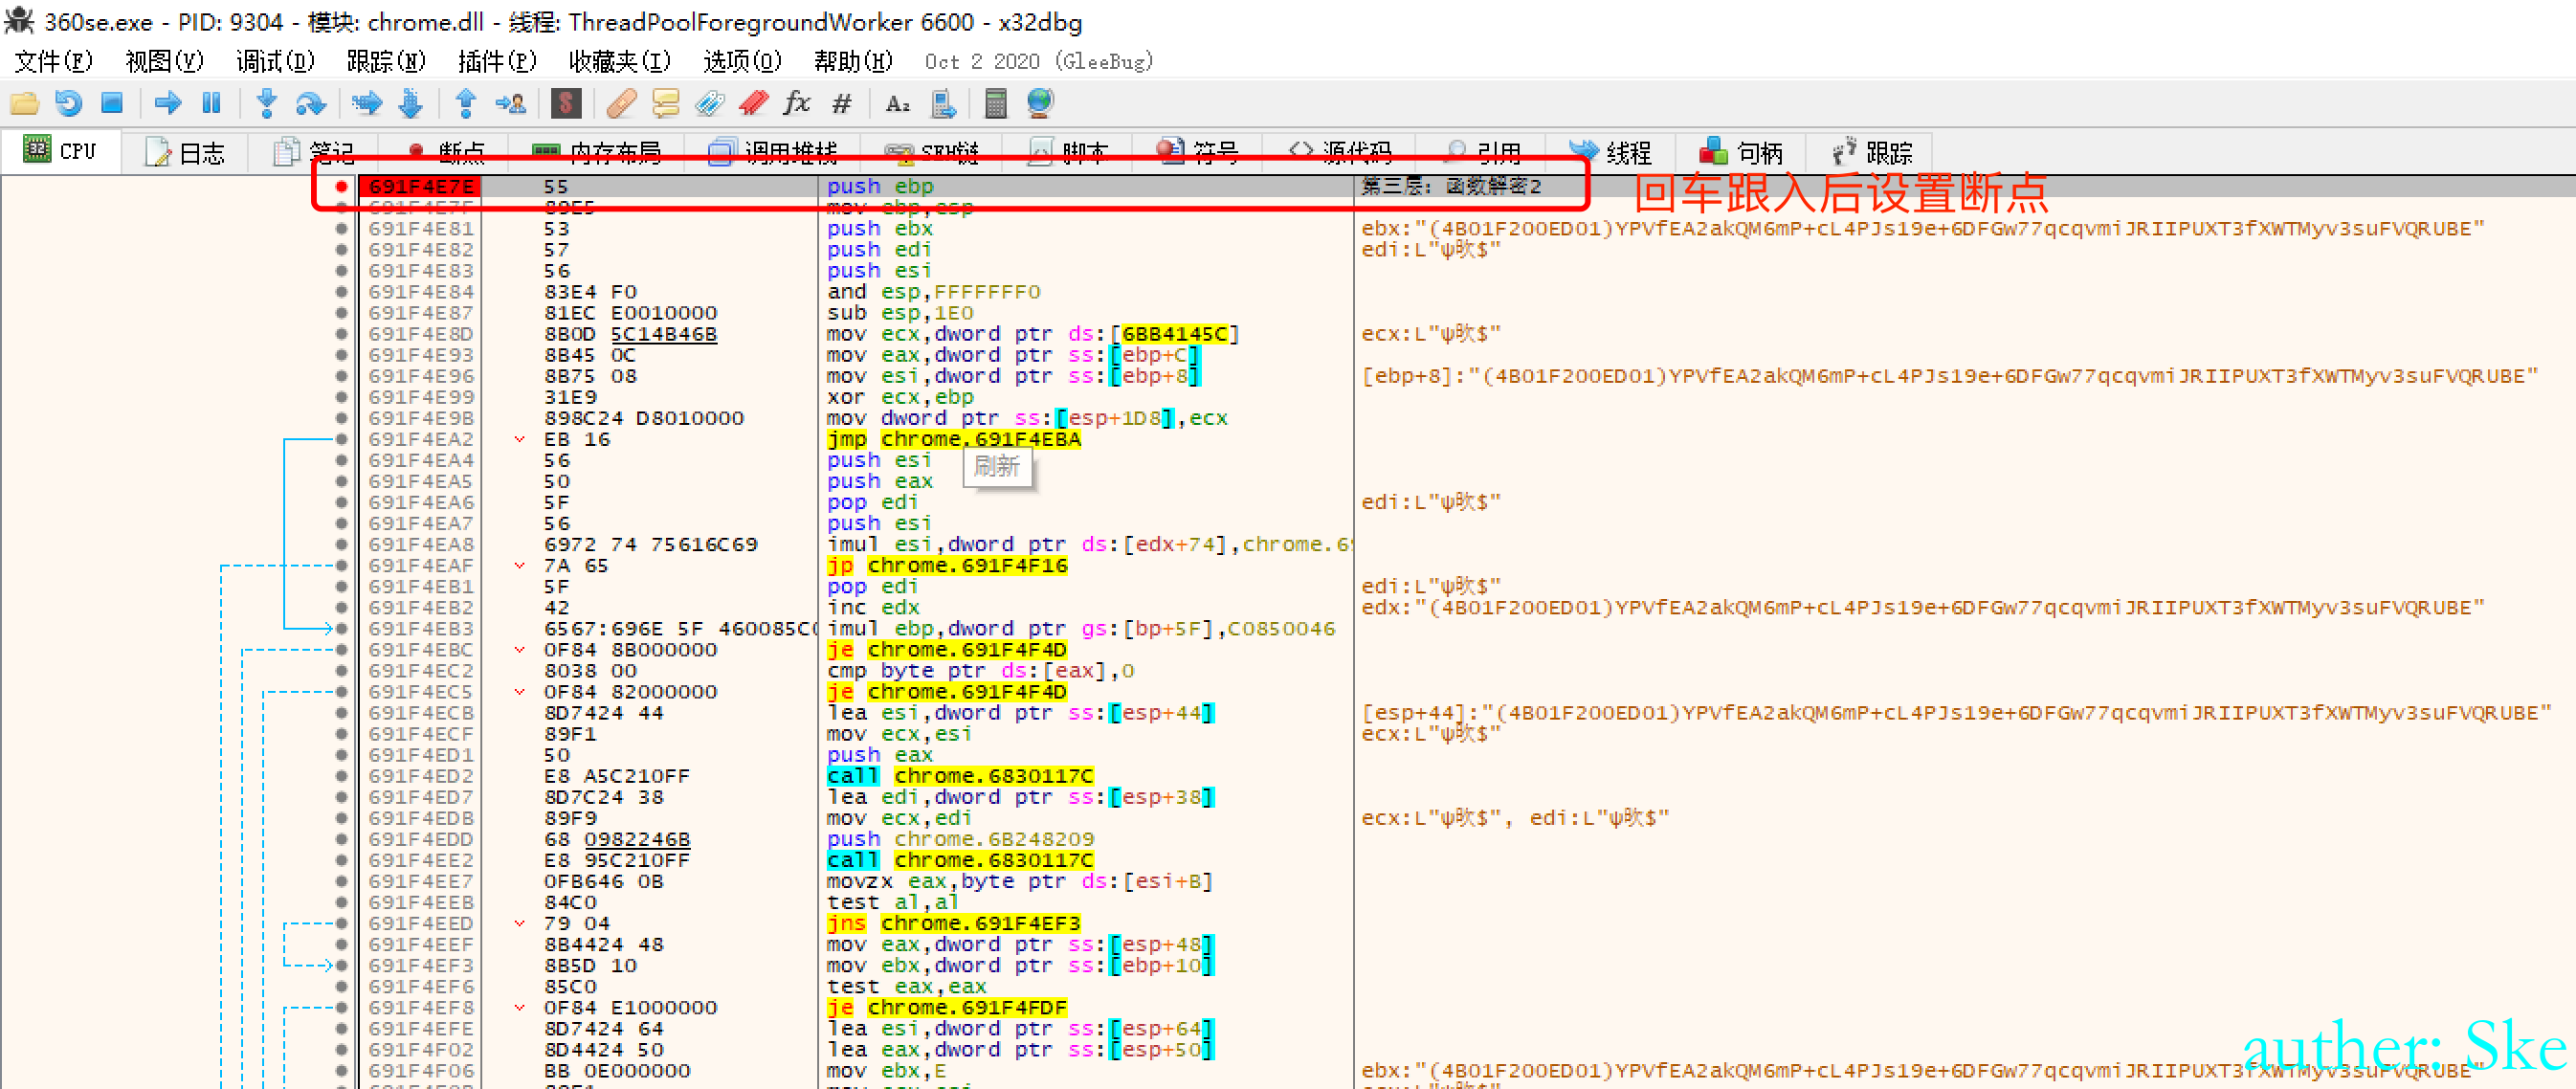 360se.exe - PID: 9304 - 模块: chrome.dll - 线程: ThreadPoolForegroundWorker 6600 - x32dbg
文件(F) 视图(V) 调试(D) 跟踪(N) 插件(P) 收藏夹(I) 选项(O) 帮助(H) Oct 2 2020 (GleeBug)
CPU 日志 笔记 断点 内存布局 调用堆栈 SEH链 脚本 符号 源代码 引用 线程 句柄 跟踪
691F4E7E 55 push ebp 第三层: 函数解密2 回车跟入后设置断点
691F4E7F 89E5 mov ebp,esp
691F4E81 53 push ebx ebx:"(4B01F200ED01)YPVfEA2akQM6mP+cL4PJs19e+6DFGw77qcqvmiJRIIPUXT3fXWTMyv3suFVQRUBE"
691F4E82 57 push edi edi:L"ψ欥$"
691F4E83 56 push esi
691F4E84 83E4 F0 and esp,FFFFFFF0
691F4E87 81EC E0010000 sub esp,1E0
691F4E8D 8B0D 5C14B46B mov ecx,dword ptr ds:[6BB4145C] ecx:L"ψ欥$"
691F4E93 8B45 0C mov eax,dword ptr ss:[ebp+C]
691F4E96 8B75 08 mov esi,dword ptr ss:[ebp+8] [ebp+8]:"(4B01F200ED01)YPVfEA2akQM6mP+cL4PJs19e+6DFGw77qcqvmiJRIIPUXT3fXWTMyv3suFVQRUBE"
691F4E99 31E9 xor ecx,ebp
691F4E9B 898C24 D8010000 mov dword ptr ss:[esp+1D8],ecx
691F4EA2 EB 16 jmp chrome.691F4EBA
691F4EA4 56 push esi 刷新
691F4EA5 50 push eax
691F4EA6 5F pop edi edi:L"ψ欥$"
691F4EA7 56 push esi
691F4EA8 6972 74 75616C69 imul esi,dword ptr ds:[edx+74],chrome.69
691F4EAF 7A 65 jp chrome.691F4F16
691F4EB1 5F pop edi edi:L"ψ欥$"
691F4EB2 42 inc edx edx:"(4B01F200ED01)YPVfEA2akQM6mP+cL4PJs19e+6DFGw77qcqvmiJRIIPUXT3fXWTMyv3suFVQRUBE"
691F4EB3 6567:696E 5F 460085C0 imul ebp,dword ptr gs:[bp+5F],C0850046
691F4EBC 0F84 8B000000 je chrome.691F4F4D
691F4EC2 8038 00 cmp byte ptr ds:[eax],0
691F4EC5 0F84 82000000 je chrome.691F4F4D
691F4ECB 8D7424 44 lea esi,dword ptr ss:[esp+44] [esp+44]:"(4B01F200ED01)YPVfEA2akQM6mP+cL4PJs19e+6DFGw77qcqvmiJRIIPUXT3fXWTMyv3suFVQRUBE"
691F4ECF 89F1 mov ecx,esi ecx:L"ψ欥$"
691F4ED1 50 push eax
691F4ED2 E8 A5C210FF call chrome.6830117C
691F4ED7 8D7C24 38 lea edi,dword ptr ss:[esp+38]
691F4EDB 89F9 mov ecx,edi ecx:L"ψ欥$", edi:L"ψ欥$"
691F4EDD 68 0982246B push chrome.6B248209
691F4EE2 E8 95C210FF call chrome.6830117C
691F4EE7 0FB646 0B movzx eax,byte ptr ds:[esi+B]
691F4EEB 84C0 test al,al
691F4EED 79 04 jns chrome.691F4EF3
691F4EEF 8B4424 48 mov eax,dword ptr ss:[esp+48]
691F4EF3 8B5D 10 mov ebx,dword ptr ss:[ebp+10]
691F4EF6 85C0 test eax,eax
691F4EF8 0F84 E1000000 je chrome.691F4FDF
691F4EFE 8D7424 64 lea esi,dword ptr ss:[esp+64]
691F4F02 8D4424 50 lea eax,dword ptr ss:[esp+50]
691F4F06 BB 0E000000 mov ebx,E ebx:"(4B01F200ED01)YPVfEA2akQM6mP+cL4PJs19e+6DFGw77qcqvmiJRIIPUXT3fXWTMyv3suFVQRUBE"
auther: Ske